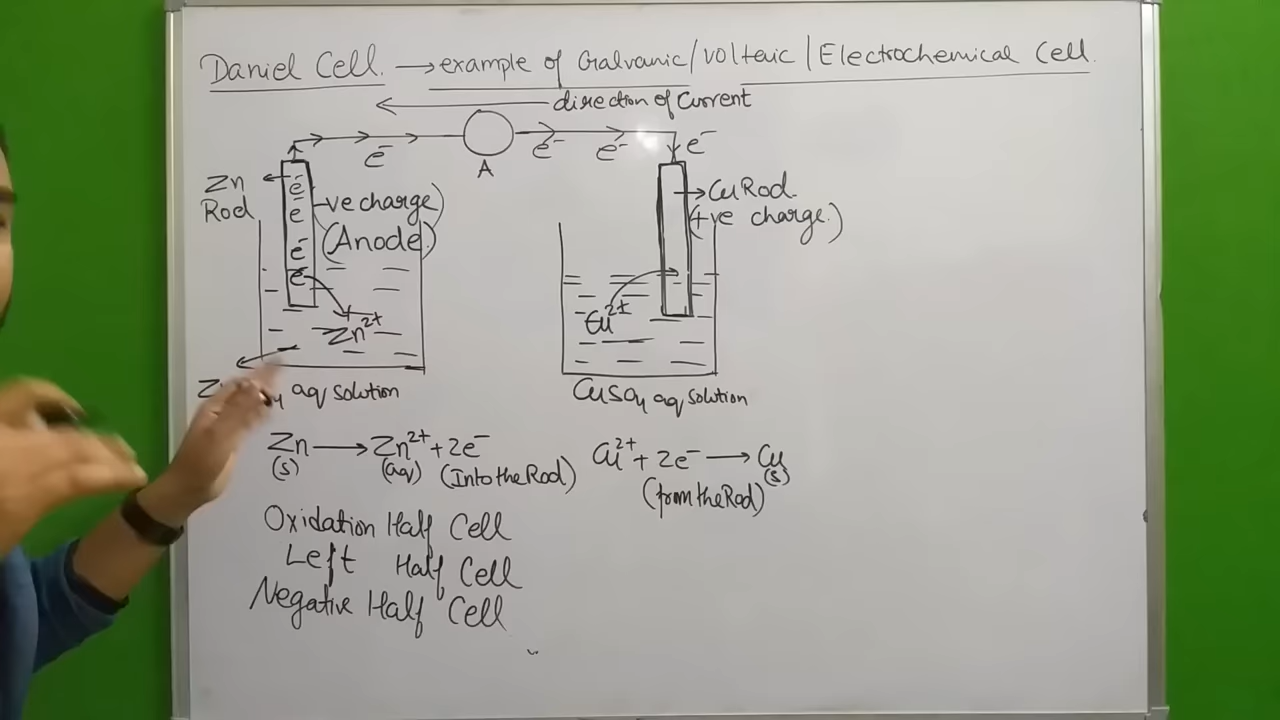 Daniel Cell. → example of Galvanic/Volteuic | Electrochemical Cell.
← direction of Current
e⁻ e⁻ e⁻ e⁻
A
Zn
Rod
e⁻
e⁻
e⁻
e⁻
-ve charge)
(Anode)
Cu Rod.
(+ve charge.)
Zn²⁺
Cu²⁺
aq solution
CuSO₄ aq solution
Zn → Zn²⁺ + 2e⁻
(s) (aq) (Into the Rod)
Cu²⁺ + 2e⁻ → Cu
(s)
(from the Rod)
Oxidation Half Cell
Left Half Cell
Negative Half Cell